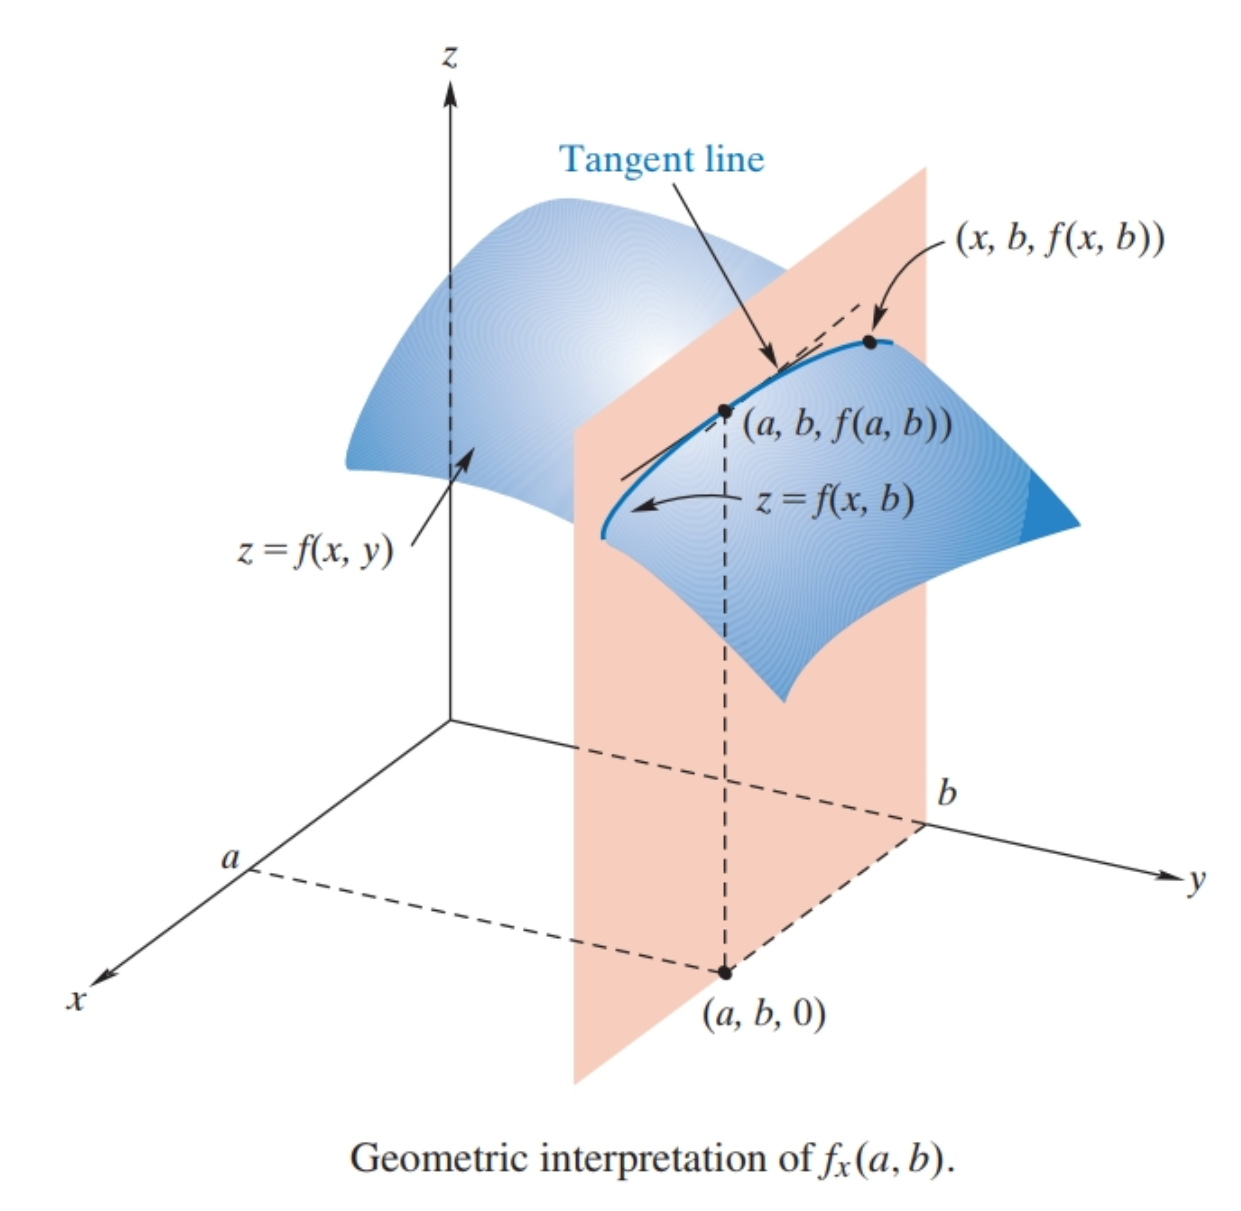 z
Tangent line
(x, b, f(x, b))
(a, b, f(a, b))
z = f(x, b)
z = f(x, y)
b
a
y
x
(a, b, 0)
Geometric interpretation of fₓ(a, b).